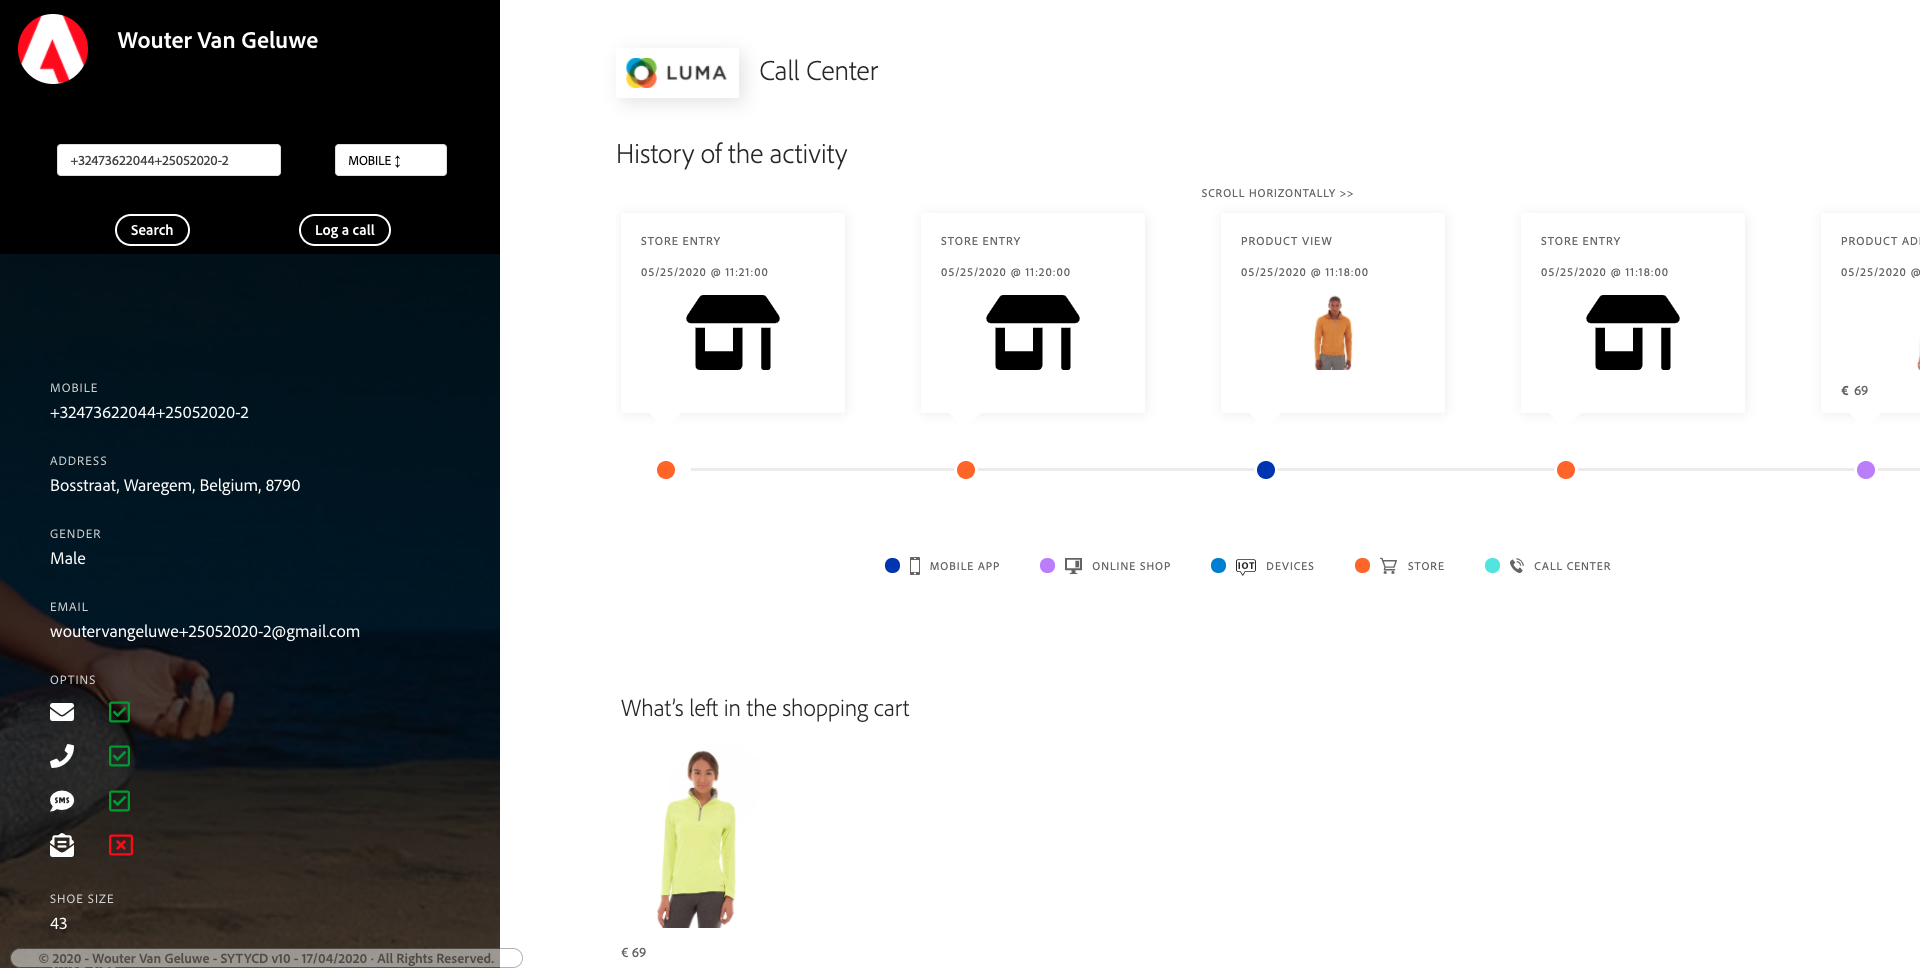 Wouter Van Geluwe
+32473622044+25052020-2
MOBILE
Search
Log a call
MOBILE
+32473622044+25052020-2
ADDRESS
Bosstraat, Waregem, Belgium, 8790
GENDER
Male
EMAIL
woutervangeluwe+25052020-2@gmail.com
OPTINS
SMS
SHOE SIZE
43
© 2020 - Wouter Van Geluwe - SYTYCD v10 - 17/04/2020 · All Rights Reserved.
LUMA
Call Center
History of the activity
SCROLL HORIZONTALLY >>
STORE ENTRY
05/25/2020 @ 11:21:00
STORE ENTRY
05/25/2020 @ 11:20:00
PRODUCT VIEW
05/25/2020 @ 11:18:00
STORE ENTRY
05/25/2020 @ 11:18:00
PRODUCT AD
05/25/2020 @
€ 69
MOBILE APP
ONLINE SHOP
IOT DEVICES
STORE
CALL CENTER
What's left in the shopping cart
€ 69